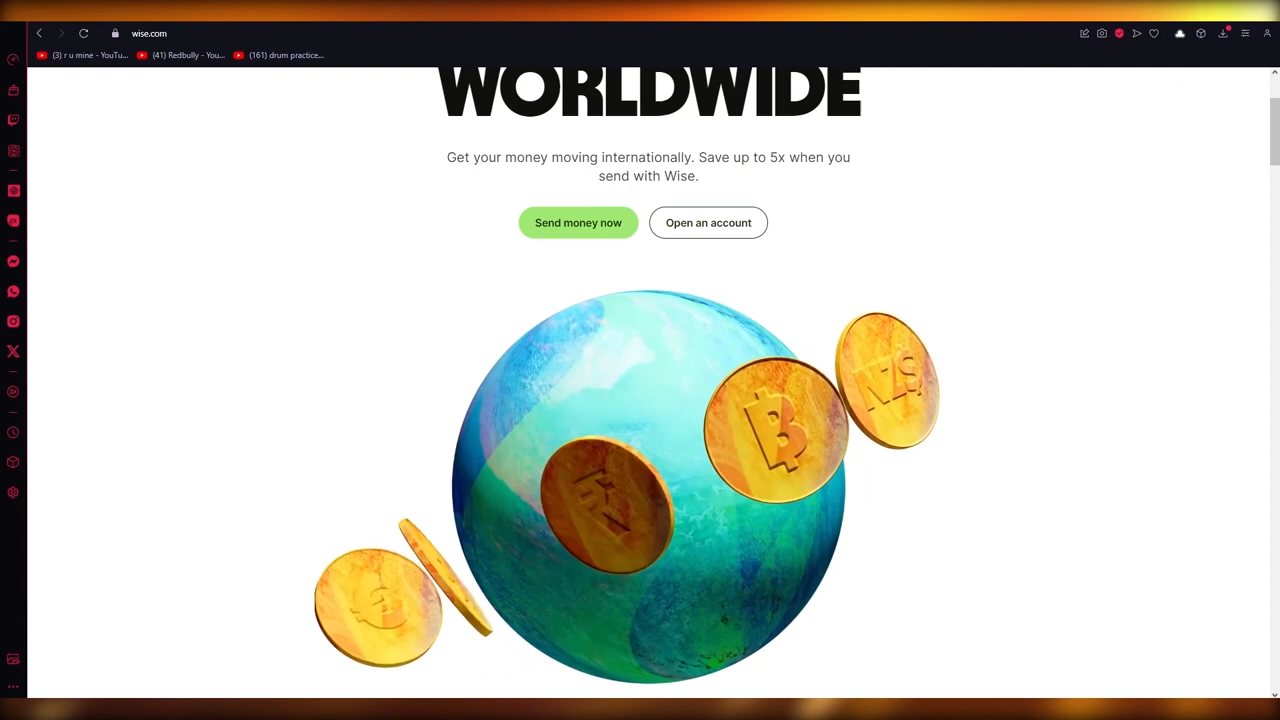 wise.com
(3) r u mine - YouTu...
(41) Redbully - You...
(161) drum practice...
WORLDWIDE
Get your money moving internationally. Save up to 5x when you
send with Wise.
Send money now
Open an account
NZ$
₿
€